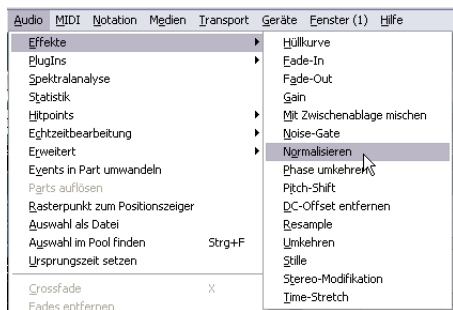 Audio MIDI Notation Medien Transport Geräte Fenster (1) Hilfe
Effekte
PlugIns
Spektralanalyse
Statistik
Hitpoints
Echtzeitbearbeitung
Erweitert
Events in Part umwandeln
Parts auflösen
Rasterpunkt zum Positionszeiger
Auswahl als Datei
Auswahl im Pool finden Strg+F
Ursprungszeit setzen
Crossfade X
Fades entfernen
Hüllkurve
Fade-In
Fade-Out
Gain
Mit Zwischenablage mischen
Noise-Gate
Normalisieren
Phase umkehren
Pitch-Shift
DC-Offset entfernen
Resample
Umkehren
Stille
Stereo-Modifikation
Time-Stretch